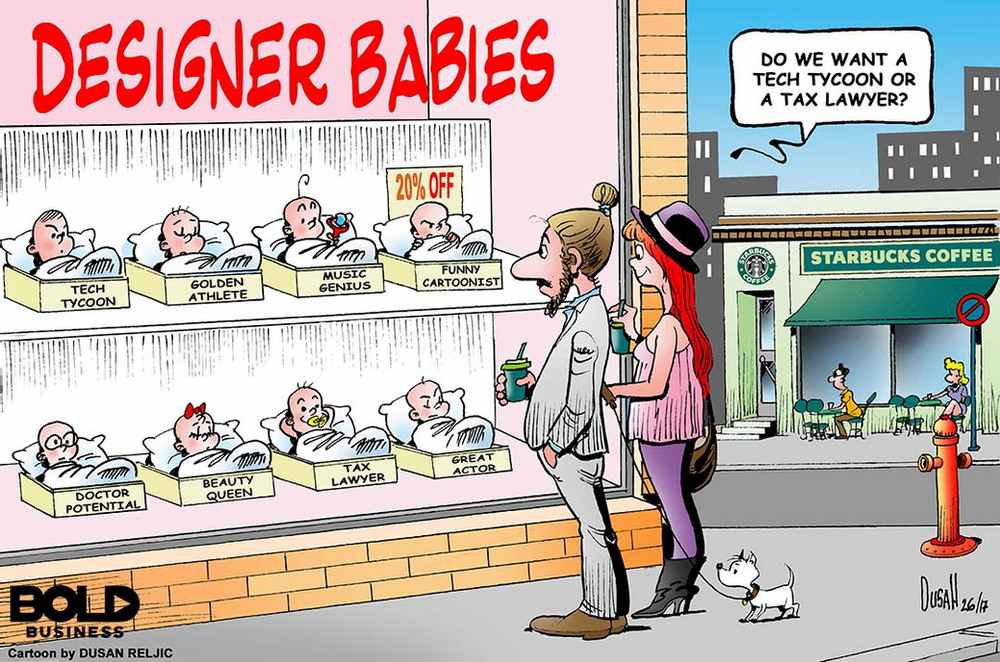 DESIGNER BABIES
DO WE WANT A
TECH TYCOON OR
A TAX LAWYER?
20% OFF
TECH
TYCOON
GOLDEN
ATHLETE
MUSIC
GENIUS
FUNNY
CARTOONIST
DOCTOR
POTENTIAL
BEAUTY
QUEEN
TAX
LAWYER
GREAT
ACTOR
STARBUCKS
COFFEE
STARBUCKS COFFEE
BOLD
BUSINESS
Cartoon by DUSAN RELJIC
DUSAN 26/17